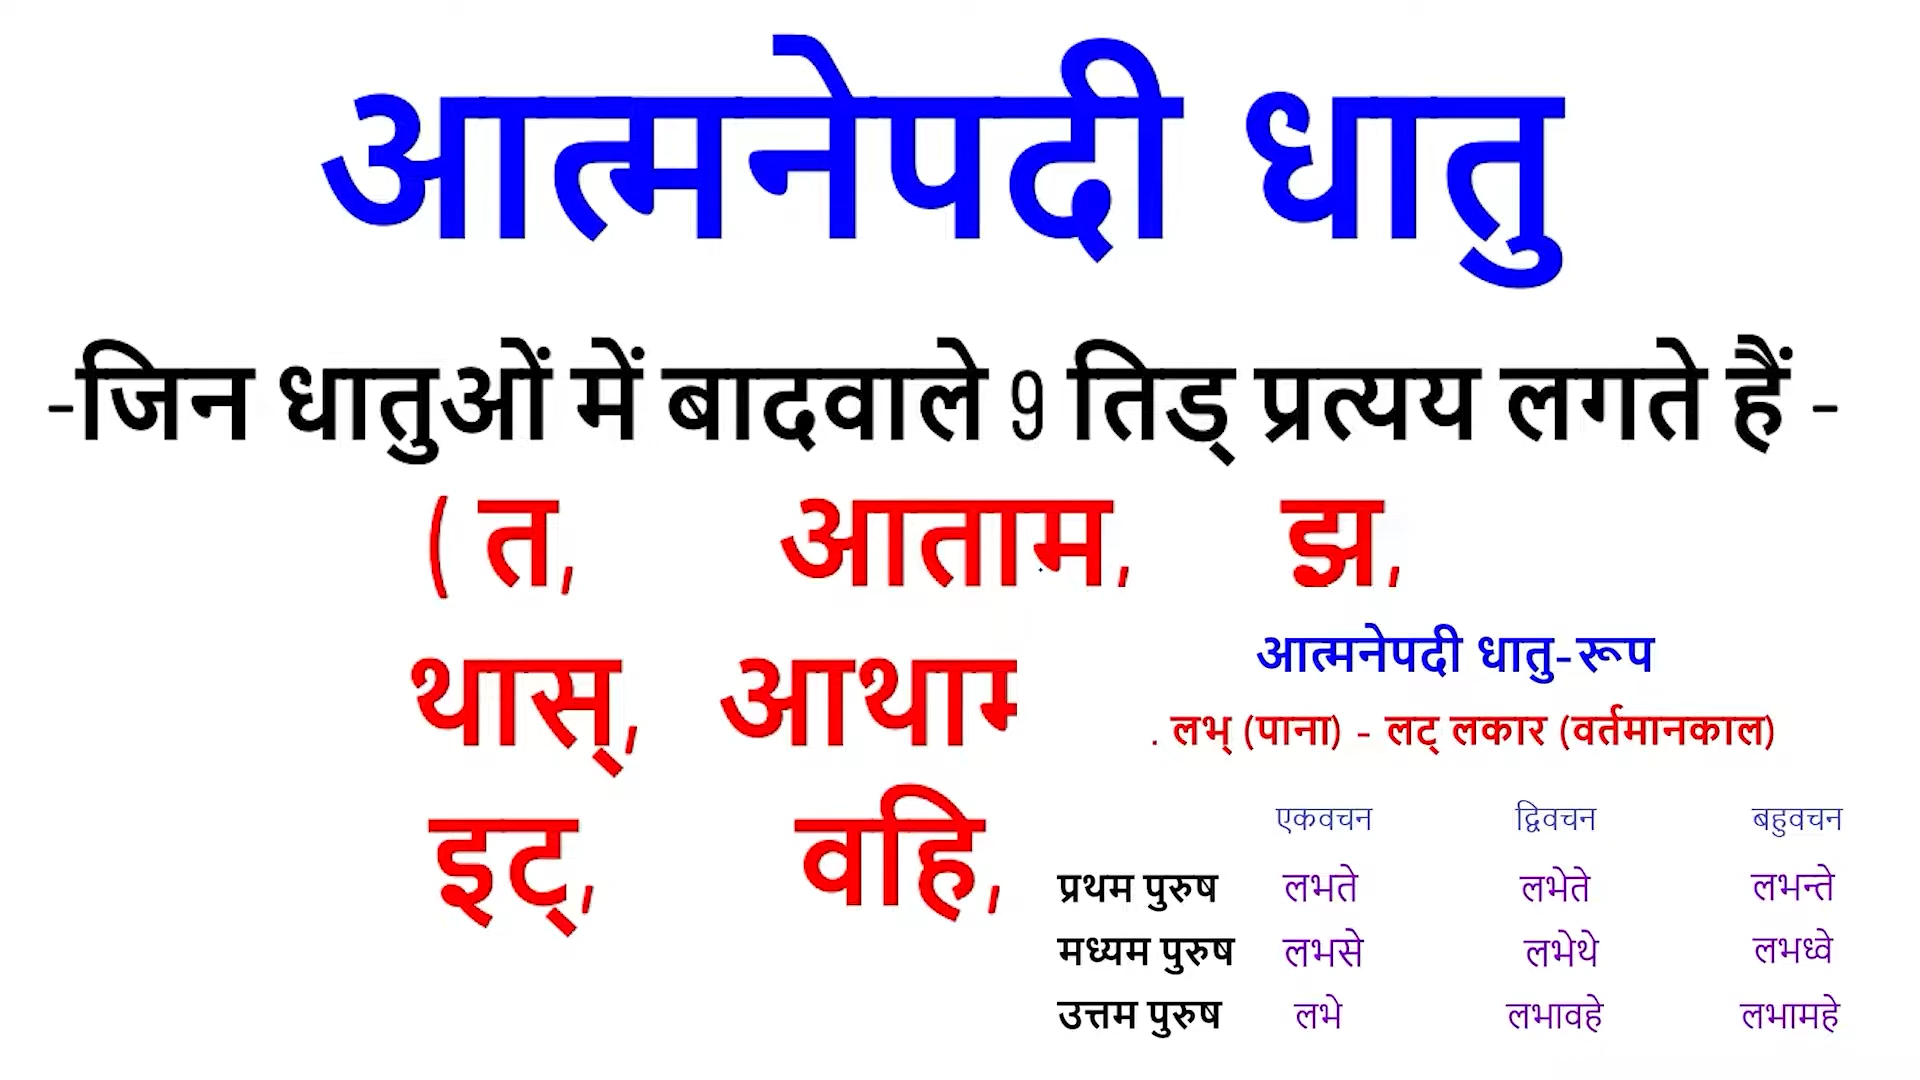 आत्मनेपदी धातु
-जिन धातुओं में बादवाले 9 तिड् प्रत्यय लगते हैं -
( त, आताम, झ,
थास्, आथाम
इट्, वहि,
आत्मनेपदी धातु-रूप
. लभ् (पाना) - लट् लकार (वर्तमानकाल)
एकवचन द्विवचन बहुवचन
प्रथम पुरुष लभते लभेते लभन्ते
मध्यम पुरुष लभसे लभेथे लभध्वे
उत्तम पुरुष लभे लभावहे लभामहे